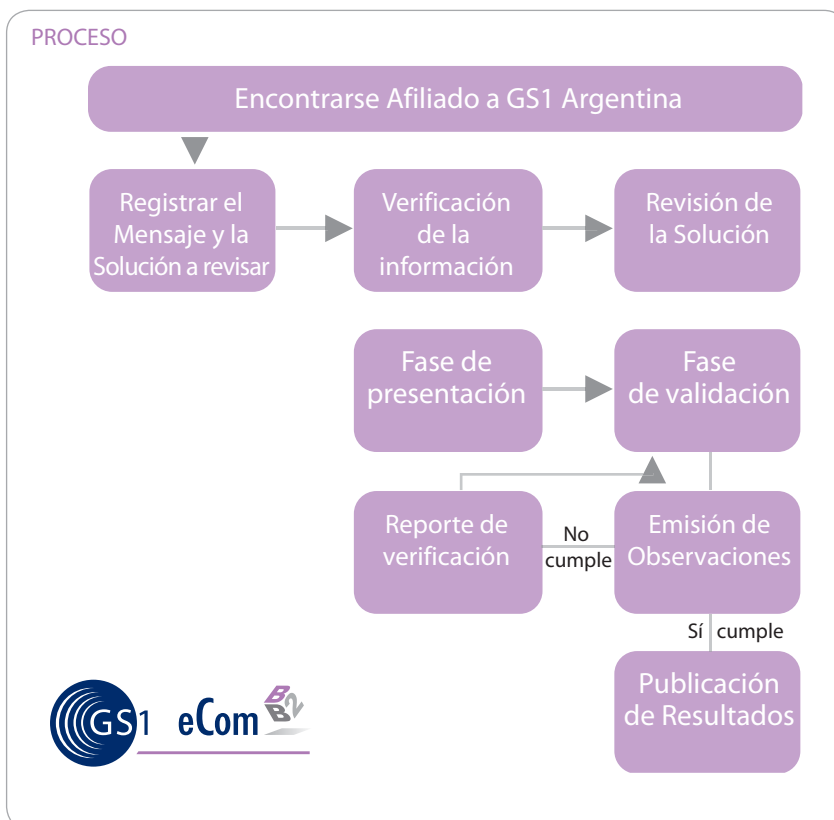 PROCESO
Encontrarse Afiliado a GS1 Argentina
Registrar el
Mensaje y la
Solución a revisar
Verificación
de la
información
Revisión de
la Solución
Fase de
presentación
Fase
de validación
Reporte de
verificación
No
cumple
Emisión de
Observaciones
Sí cumple
Publicación
de Resultados
GS1 eCom
B2B